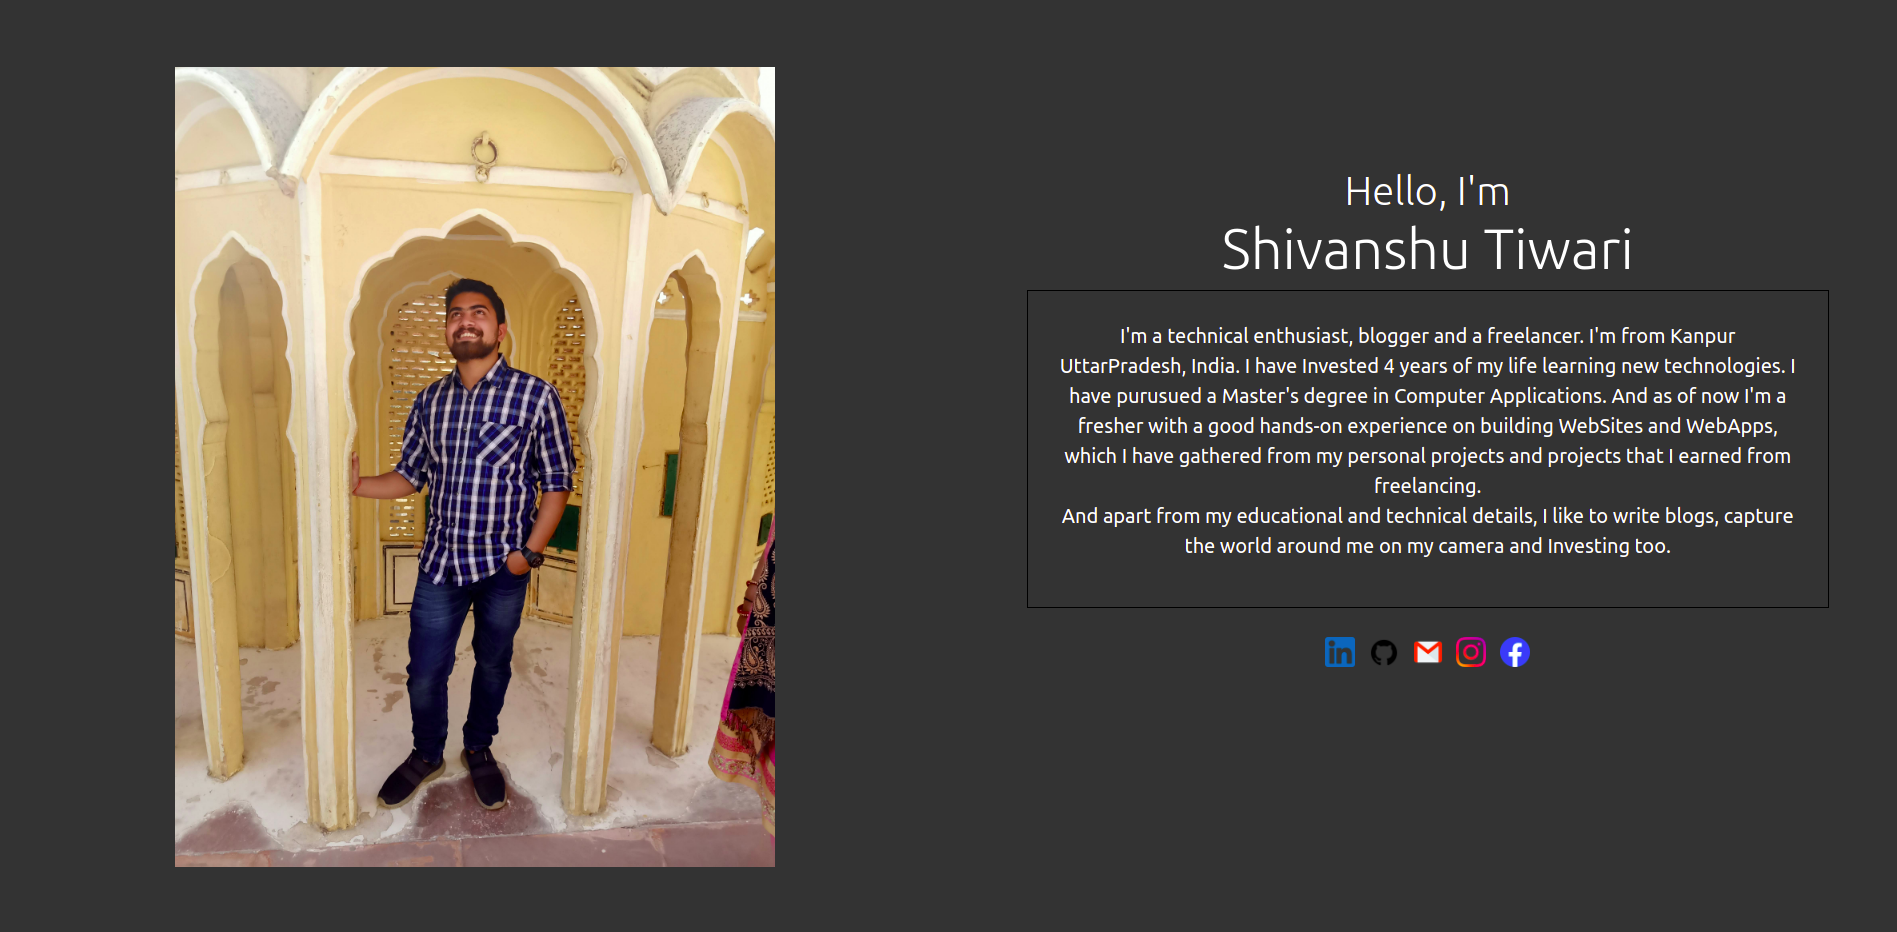 Hello, I'm
Shivanshu Tiwari
I'm a technical enthusiast, blogger and a freelancer. I'm from Kanpur
UttarPradesh, India. I have Invested 4 years of my life learning new technologies. I
have purusued a Master's degree in Computer Applications. And as of now I'm a
fresher with a good hands-on experience on building WebSites and WebApps,
which I have gathered from my personal projects and projects that I earned from
freelancing.
And apart from my educational and technical details, I like to write blogs, capture
the world around me on my camera and Investing too.